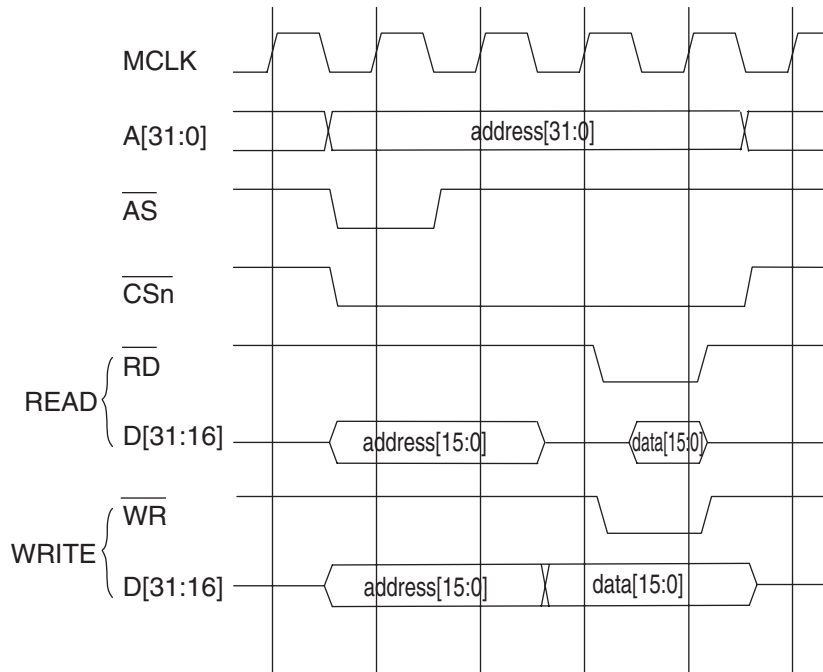 MCLK
A[31:0]
address[31:0]
AS
CSn
READ
RD
D[31:16]
address[15:0]
data[15:0]
WRITE
WR
D[31:16]
address[15:0]
data[15:0]